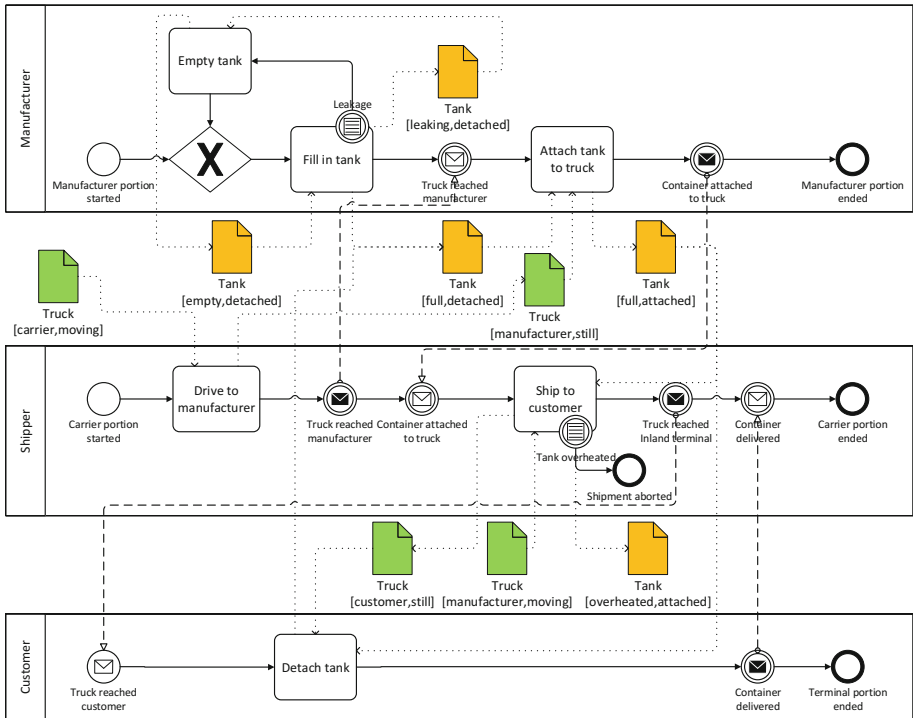 Manufacturer
Empty tank
Leakage
Tank
[leaking,detached]
X
Fill in tank
Attach tank
to truck
Manufacturer portion
started
Truck reached
manufacturer
Container attached
to truck
Manufacturer portion
ended
Truck
[carrier,moving]
Tank
[empty,detached]
Tank
[full,detached]
Truck
[manufacturer,still]
Tank
[full,attached]
Shipper
Drive to
manufacturer
Ship to
customer
Carrier portion
started
Truck reached
manufacturer
Container attached
to truck
Truck reached
Inland terminal
Container
delivered
Carrier portion
ended
Tank overheated
Shipment aborted
Truck
[customer,still]
Truck
[manufacturer,moving]
Tank
[overheated,attached]
Customer
Detach tank
Truck reached
customer
Container
delivered
Terminal portion
ended